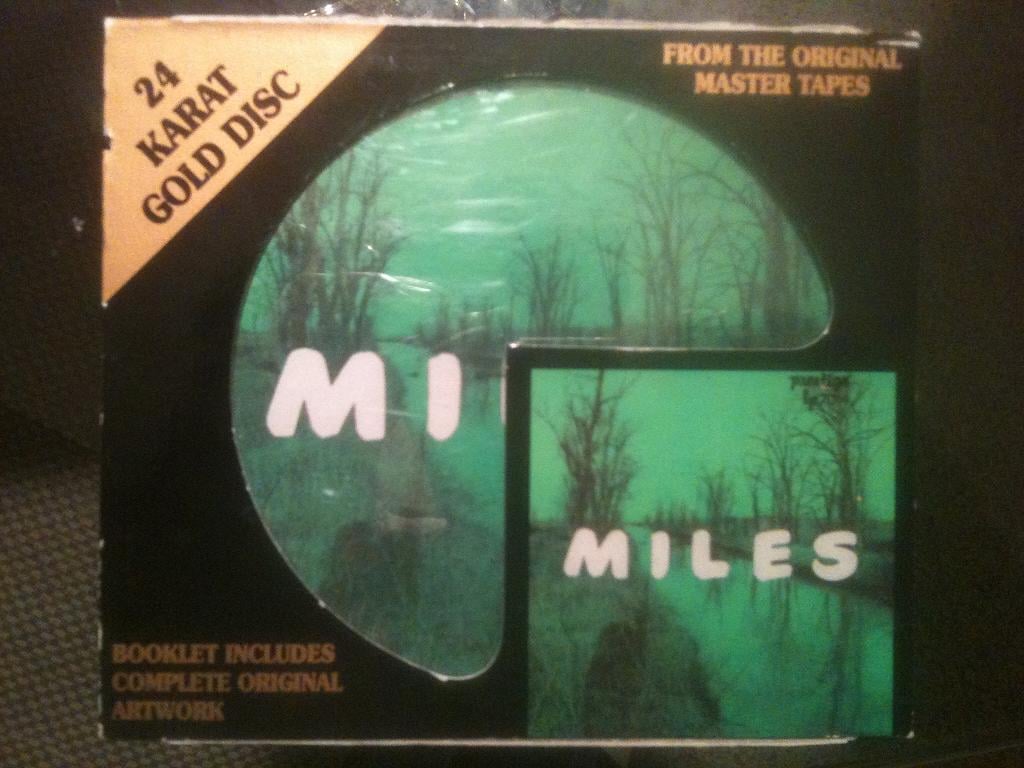 24
KARAT
GOLD DISC
FROM THE ORIGINAL
MASTER TAPES
MI
MILES
BOOKLET INCLUDES
COMPLETE ORIGINAL
ARTWORK